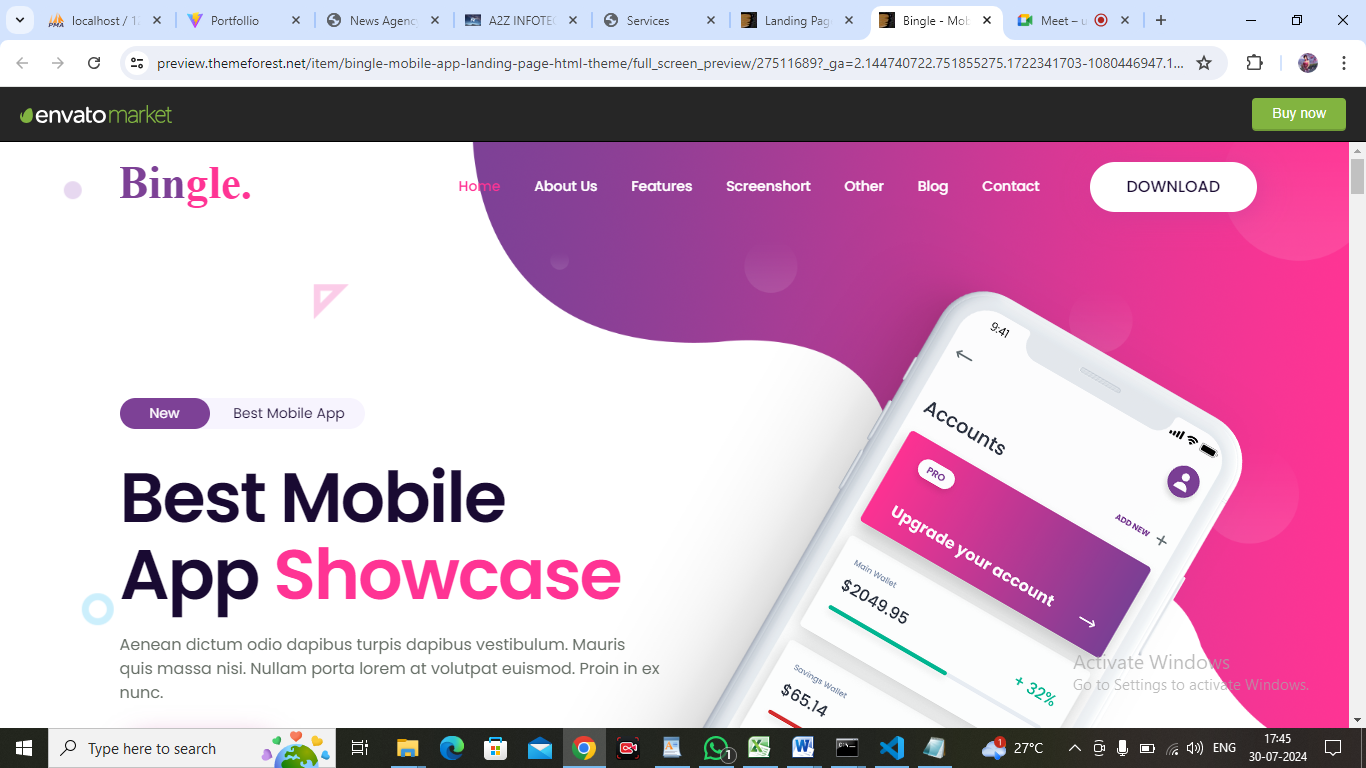 localhost / 12
Portfollio
News Agenc
A2Z INFOTEC
Services
Landing Pag
Bingle - Mob
Meet – u
preview.themeforest.net/item/bingle-mobile-app-landing-page-html-theme/full_screen_preview/27511689?_ga=2.144740722.751855275.1722341703-1080446947.1...
envatomarket
Buy now
Bingle.
Home About Us Features Screenshort Other Blog Contact
DOWNLOAD
9:41
Accounts
PRO
Upgrade your account
ADD NEW
Main Wallet
$2049.95
+ 32%
Savings Wallet
$65.14
New Best Mobile App
Best Mobile
App Showcase
Aenean dictum odio dapibus turpis dapibus vestibulum. Mauris
quis massa nisi. Nullam porta lorem at volutpat euismod. Proin in ex
nunc.
Activate Windows
Go to Settings to activate Windows.
Type here to search
1
1
27°C
ENG
17:45
30-07-2024